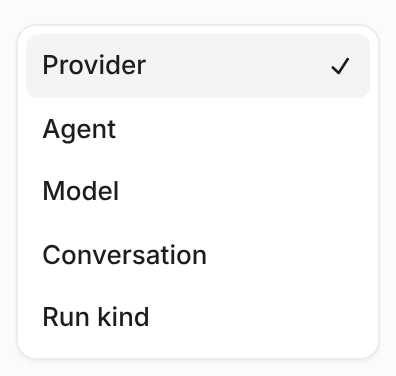 Provider
Agent
Model
Conversation
Run kind